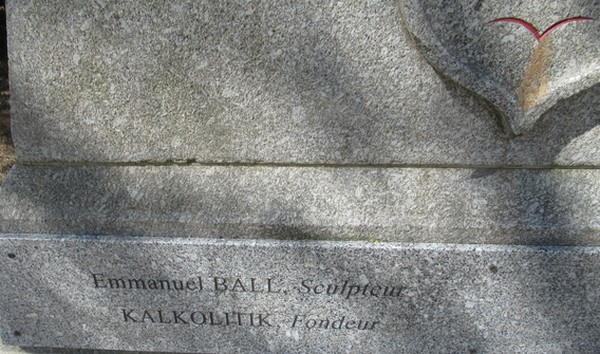 Emmanuel BALL, Sculpteur
KALKOLITIK, Fondeur